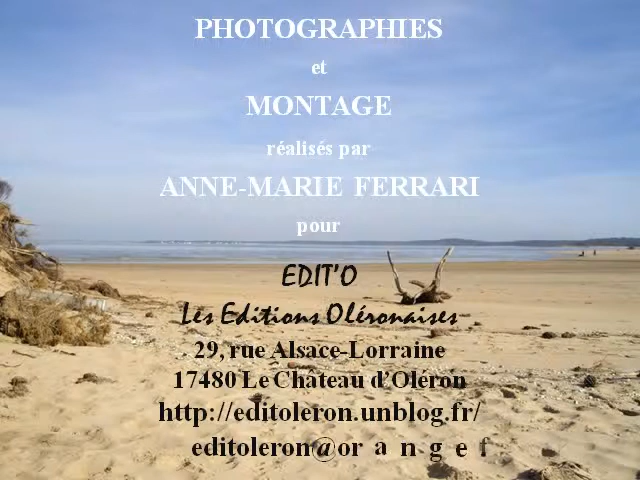 PHOTOGRAPHIES
et
MONTAGE
réalisés par
ANNE-MARIE FERRARI
pour
EDIT'O
Les Editions Oléronaises
29, rue Alsace-Lorraine
17480 Le Château d'Oléron
http://editoleron.unblog.fr/
editoleron@or a n g e f